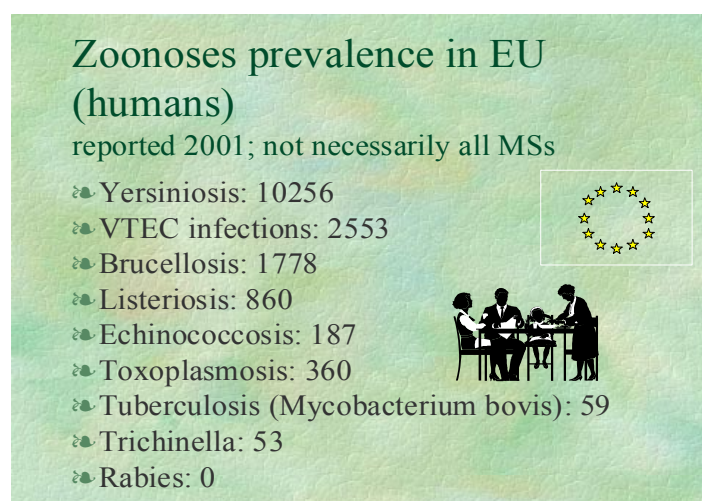 Zoonoses prevalence in EU
(humans)
reported 2001; not necessarily all MSs
Yersiniosis: 10256
VTEC infections: 2553
Brucellosis: 1778
Listeriosis: 860
Echinococcosis: 187
Toxoplasmosis: 360
Tuberculosis (Mycobacterium bovis): 59
Trichinella: 53
Rabies: 0